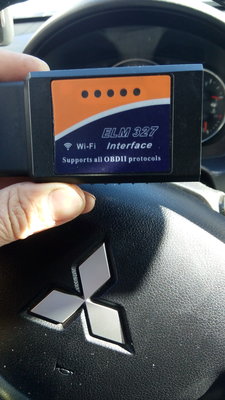 ELM 327
Wi-Fi Interface
Supports all OBDII protocols